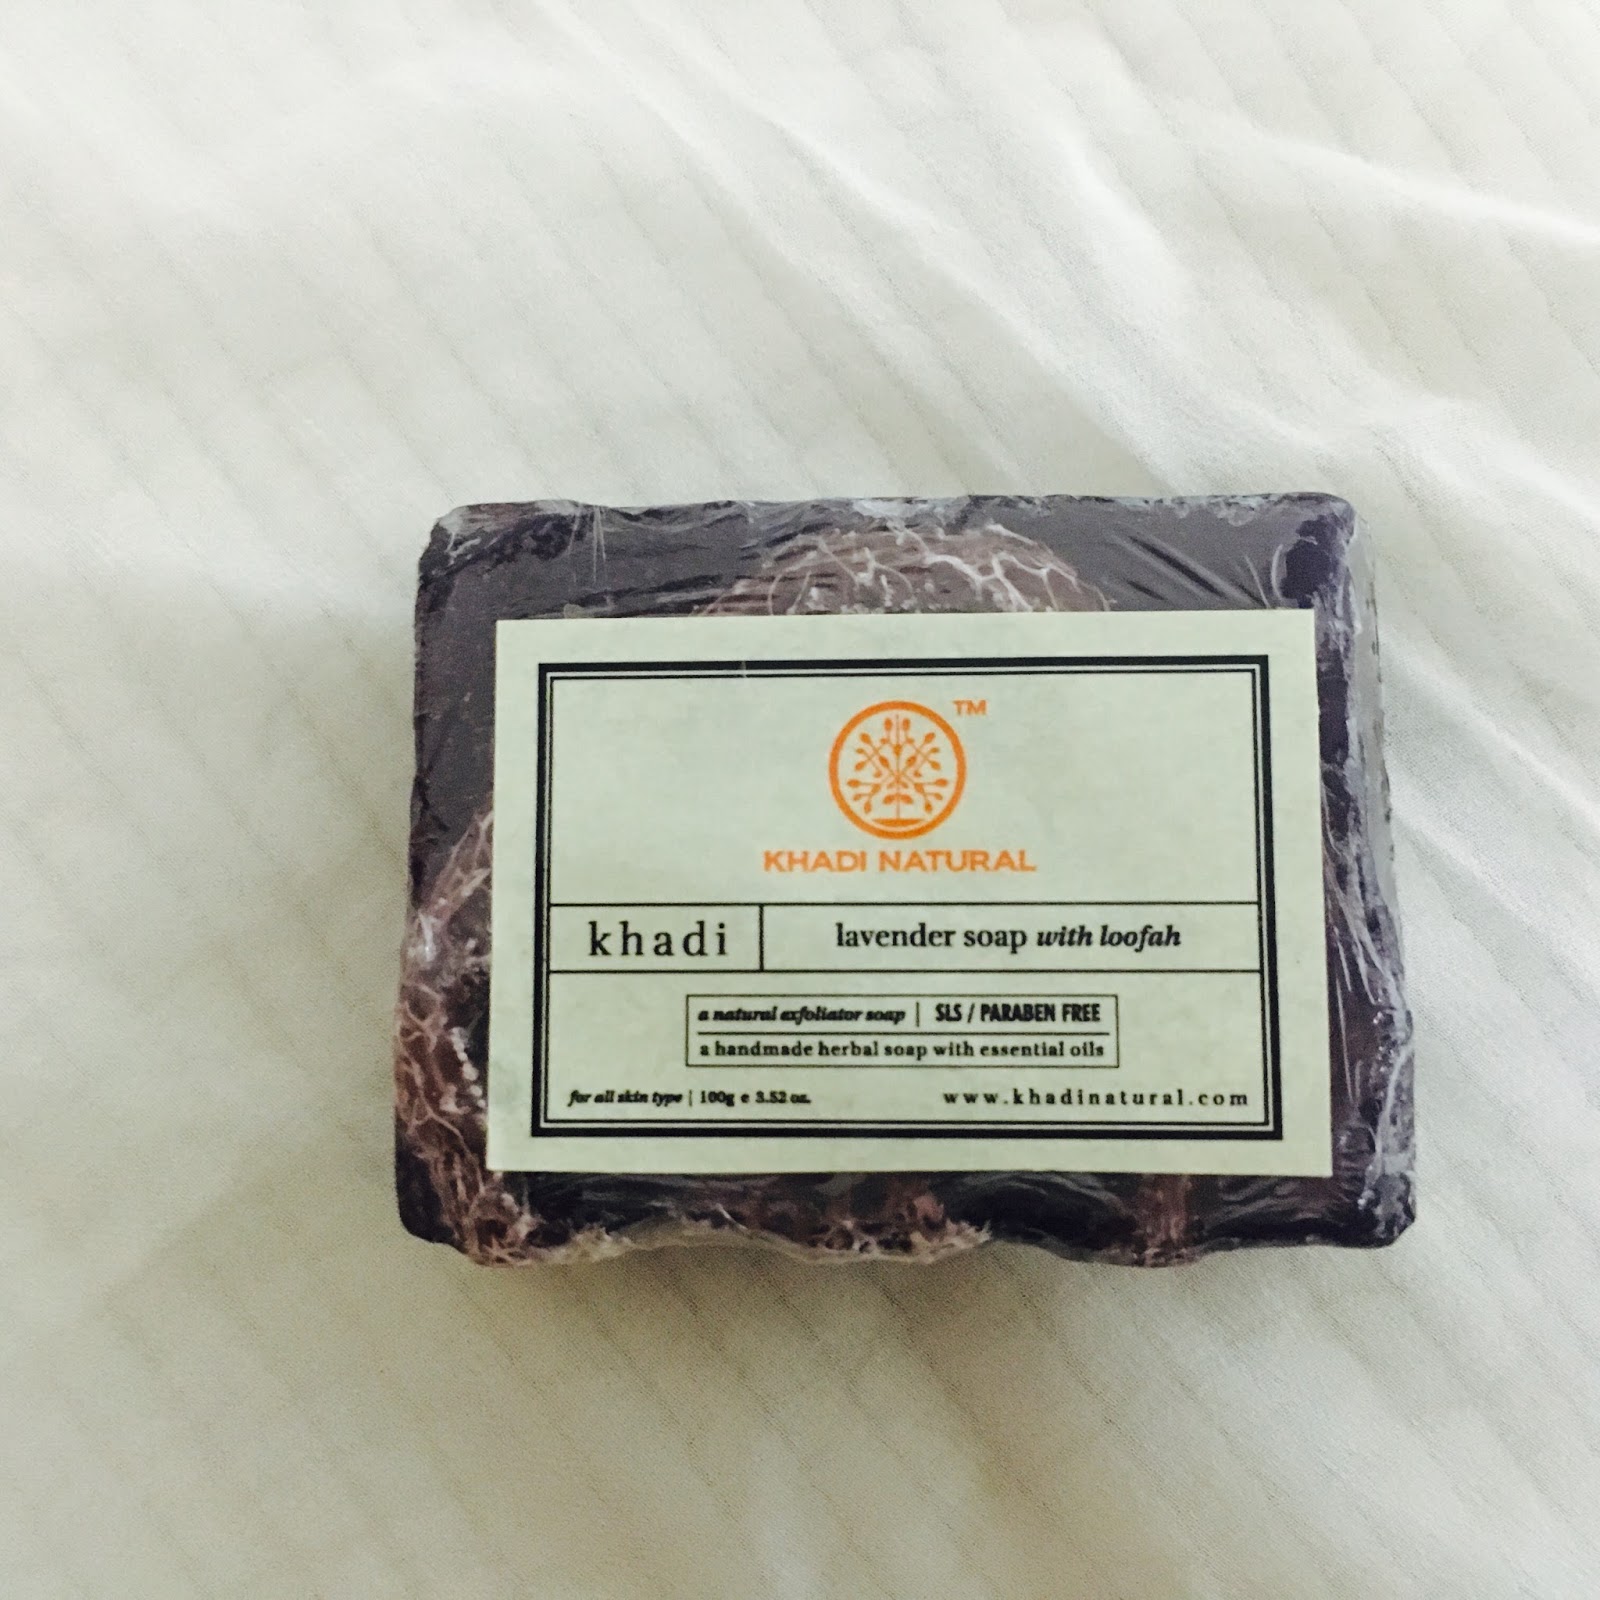 TM
KHADI NATURAL
khadi
lavender soap with loofah
a natural exfoliator soap | SLS / PARABEN FREE
a handmade herbal soap with essential oils
for all skin type | 100g e 3.52 oz.
www.khadinatural.com